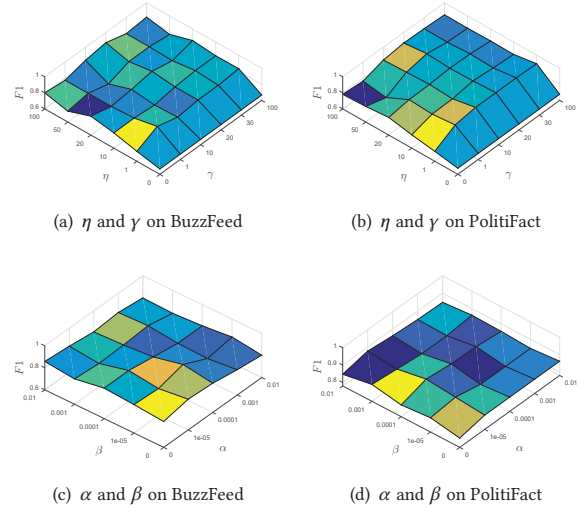 F1
1
0.8
0.6
100
50
20
10
1
0
η
0
1
10
20
30
100
γ
(a) η and γ on BuzzFeed
F1
1
0.8
0.6
100
50
20
10
1
0
η
0
1
10
20
30
100
γ
(b) η and γ on PolitiFact
F1
1
0.8
0.6
0.01
0.001
0.0001
1e-05
0
β
0
1e-05
0.0001
0.001
0.01
α
(c) α and β on BuzzFeed
F1
1
0.9
0.8
0.01
0.001
0.0001
1e-05
0
β
0
1e-05
0.0001
0.001
0.01
α
(d) α and β on PolitiFact